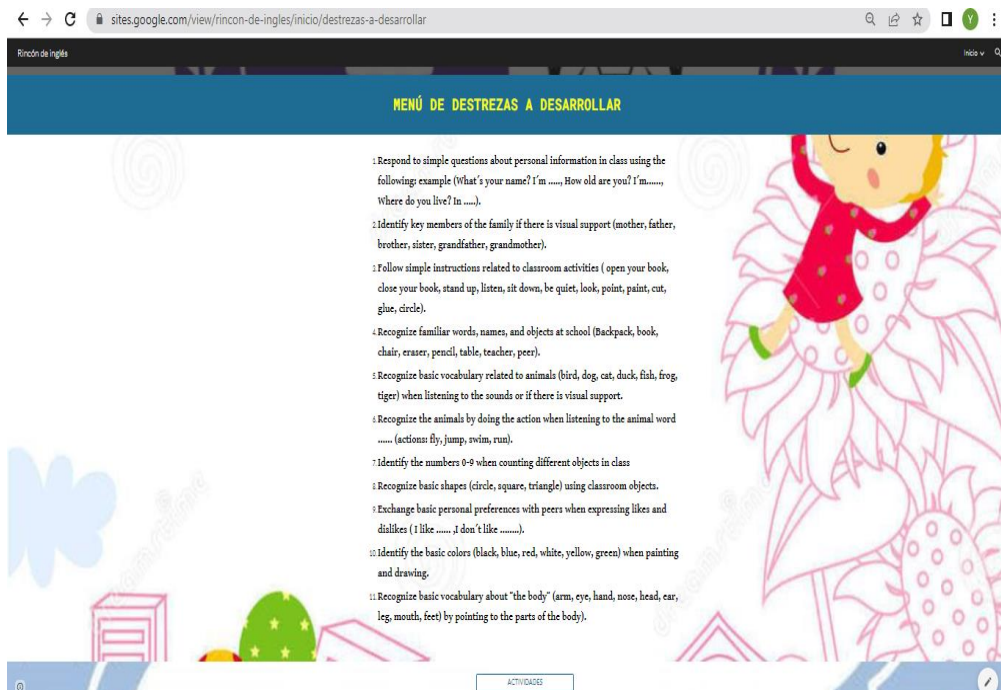 sites.google.com/view/rincon-de-ingles/inicio/destrezas-a-desarrollar
Y
Rincón de inglés
Inicio
MENÚ DE DESTREZAS A DESARROLLAR
1. Respond to simple questions about personal information in class using the
following: example (What's your name? I'm ....., How old are you? I'm......,
Where do you live? In .....).
2. Identify key members of the family if there is visual support (mother, father,
brother, sister, grandfather, grandmother).
3. Follow simple instructions related to classroom activities ( open your book,
close your book, stand up, listen, sit down, be quiet, look, point, paint, cut,
glue, circle).
4. Recognize familiar words, names, and objects at school (Backpack, book,
chair, eraser, pencil, table, teacher, peer).
5. Recognize basic vocabulary related to animals (bird, dog, cat, duck, fish, frog,
tiger) when listening to the sounds or if there is visual support.
6. Recognize the animals by doing the action when listening to the animal word
...... (actions: fly, jump, swim, run).
7. Identify the numbers 0-9 when counting different objects in class
8. Recognize basic shapes (circle, square, triangle) using classroom objects.
9. Exchange basic personal preferences with peers when expressing likes and
dislikes ( I like ...... .I don't like ........).
10. Identify the basic colors (black, blue, red, white, yellow, green) when painting
and drawing.
11. Recognize basic vocabulary about "the body" (arm, eye, hand, nose, head, ear,
leg, mouth, feet) by pointing to the parts of the body).
ACTIVIDADES